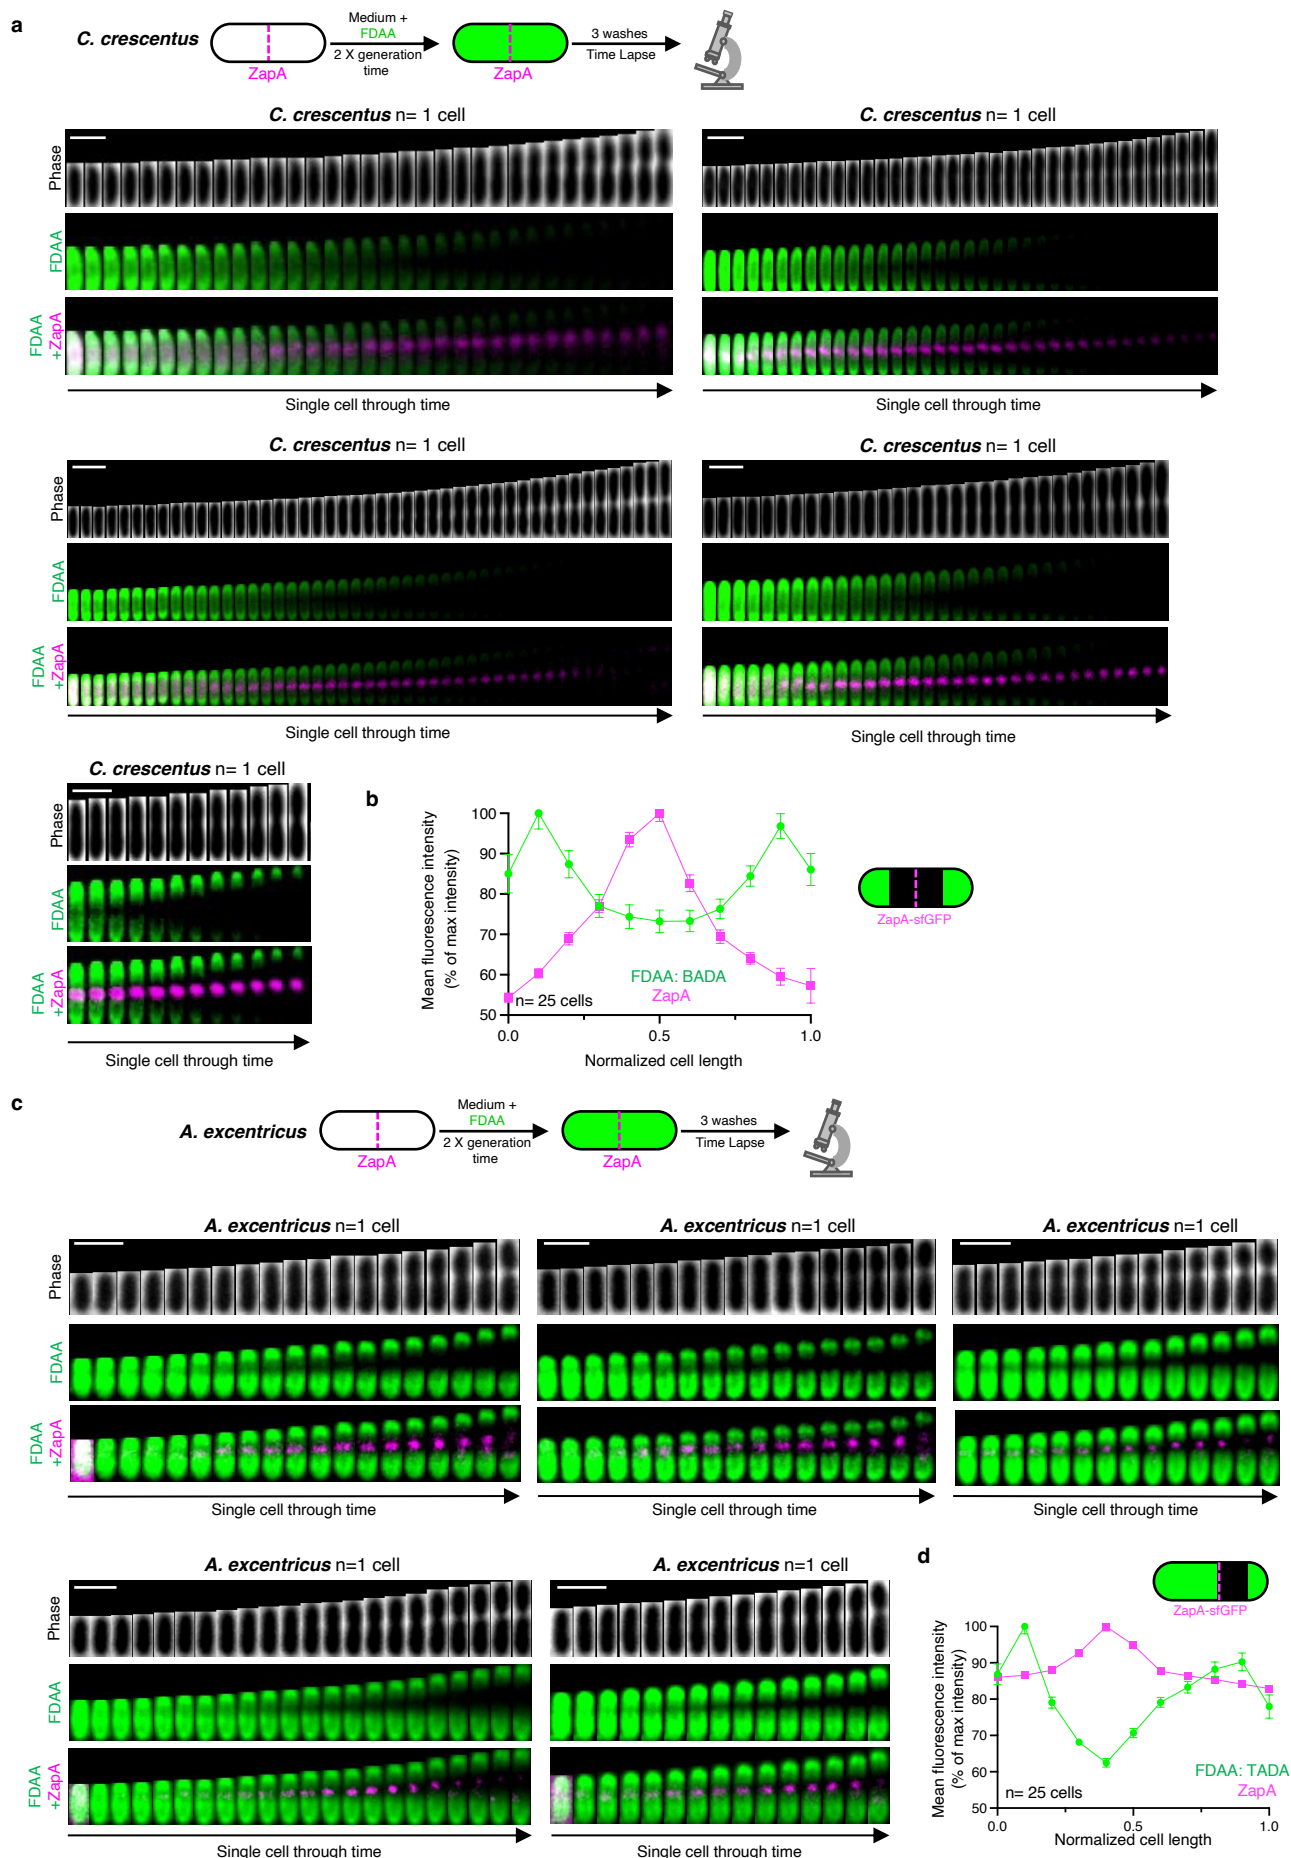 a
C. crescentus
Medium +
FDAA
2 X generation
time
3 washes
Time Lapse
ZapA
ZapA
C. crescentus n= 1 cell
C. crescentus n= 1 cell
Phase
FDAA
FDAA
+ZapA
Single cell through time
Single cell through time
C. crescentus n= 1 cell
C. crescentus n= 1 cell
Phase
FDAA
FDAA
+ZapA
Single cell through time
Single cell through time
C. crescentus n= 1 cell
Phase
FDAA
FDAA
+ZapA
Single cell through time
b
Mean fluorescence intensity
(% of max intensity)
100
90
80
70
60
50
FDAA: BADA
ZapA
n= 25 cells
0.0
0.5
1.0
Normalized cell length
ZapA-sfGFP
c
A. excentricus
Medium +
FDAA
2 X generation
time
3 washes
Time Lapse
ZapA
ZapA
A. excentricus n=1 cell
A. excentricus n=1 cell
A. excentricus n=1 cell
Phase
FDAA
FDAA
+ZapA
Single cell through time
Single cell through time
Single cell through time
A. excentricus n=1 cell
A. excentricus n=1 cell
Phase
FDAA
FDAA
+ZapA
Single cell through time
Single cell through time
d
ZapA-sfGFP
Mean fluorescence intensity
(% of max intensity)
100
90
80
70
60
50
FDAA: TADA
ZapA
n= 25 cells
0.0
0.5
1.0
Normalized cell length